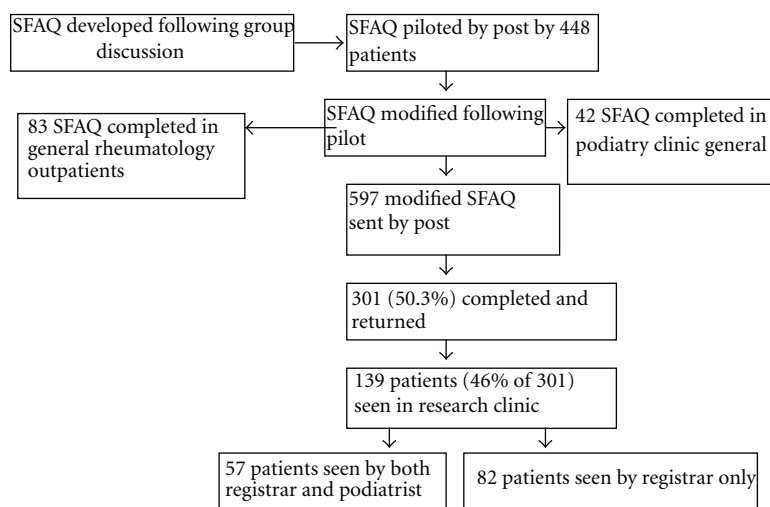 SFAQ developed following group
discussion
SFAQ piloted by post by 448
patients
83 SFAQ completed in
general rheumatology
outpatients
SFAQ modified following
pilot
42 SFAQ completed in
podiatry clinic general
597 modified SFAQ
sent by post
301 (50.3%) completed and
returned
139 patients (46% of 301)
seen in research clinic
57 patients seen by both
registrar and podiatrist
82 patients seen by registrar only